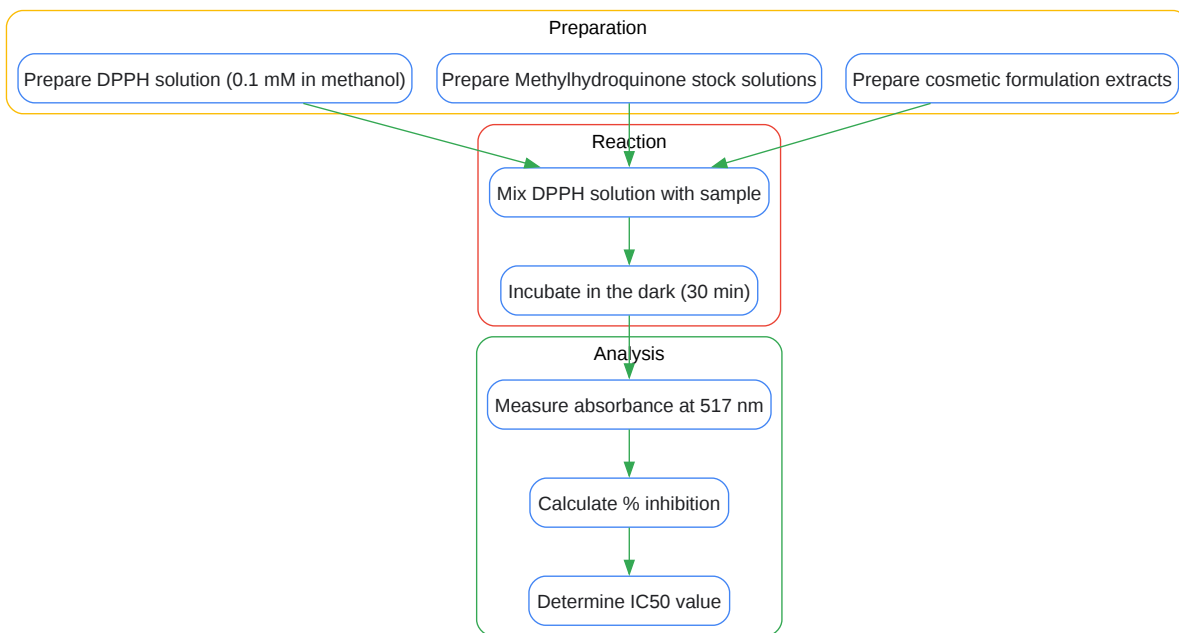 Preparation
Prepare DPPH solution (0.1 mM in methanol)
Prepare Methylhydroquinone stock solutions
Prepare cosmetic formulation extracts
Reaction
Mix DPPH solution with sample
Incubate in the dark (30 min)
Analysis
Measure absorbance at 517 nm
Calculate % inhibition
Determine IC50 value